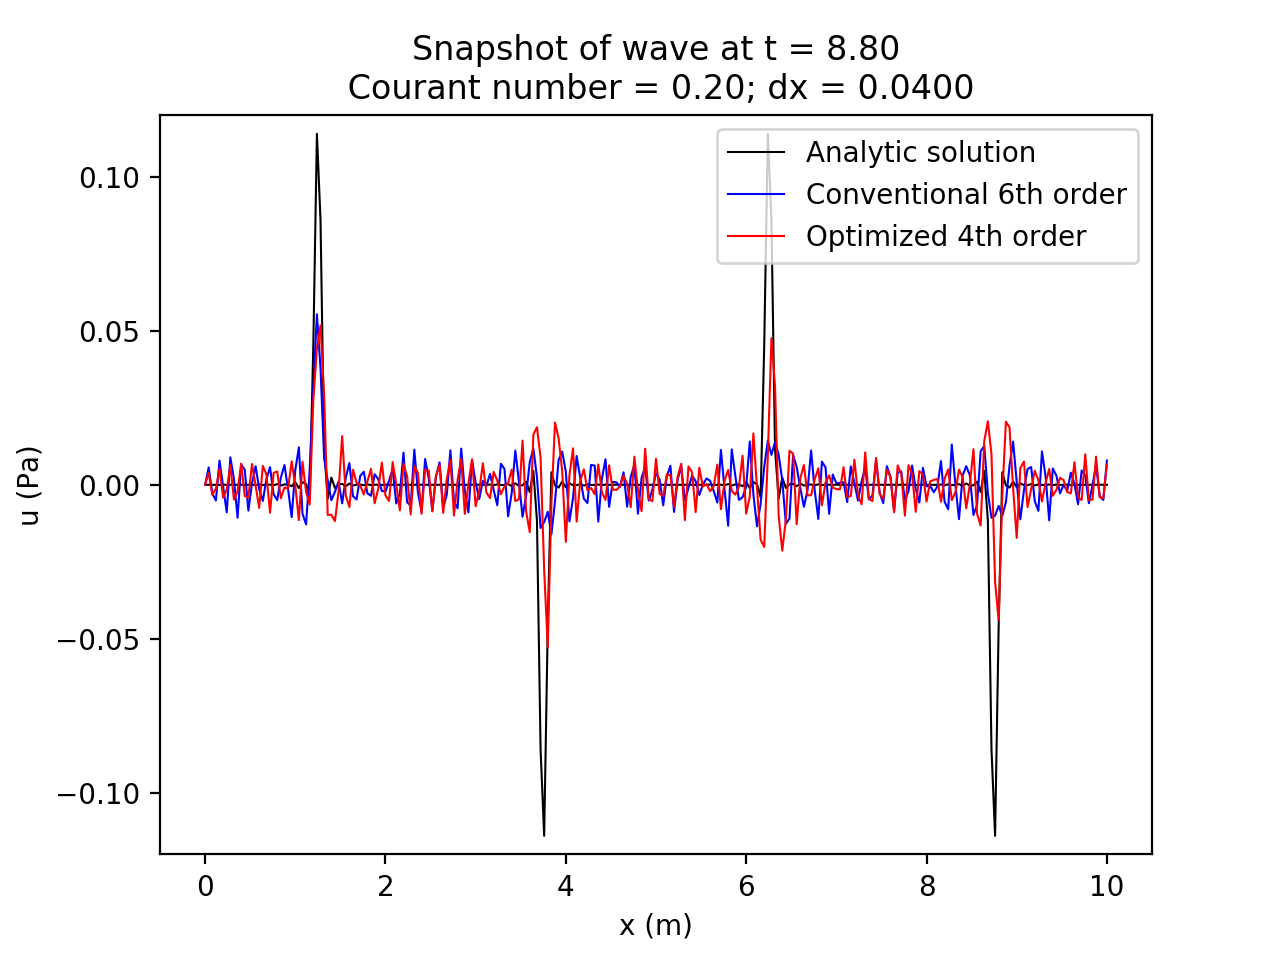 Snapshot of wave at t = 8.80
Courant number = 0.20; dx = 0.0400
Analytic solution
Conventional 6th order
Optimized 4th order
0.10
0.05
0.00
−0.05
−0.10
u (Pa)
0 2 4 6 8 10
x (m)